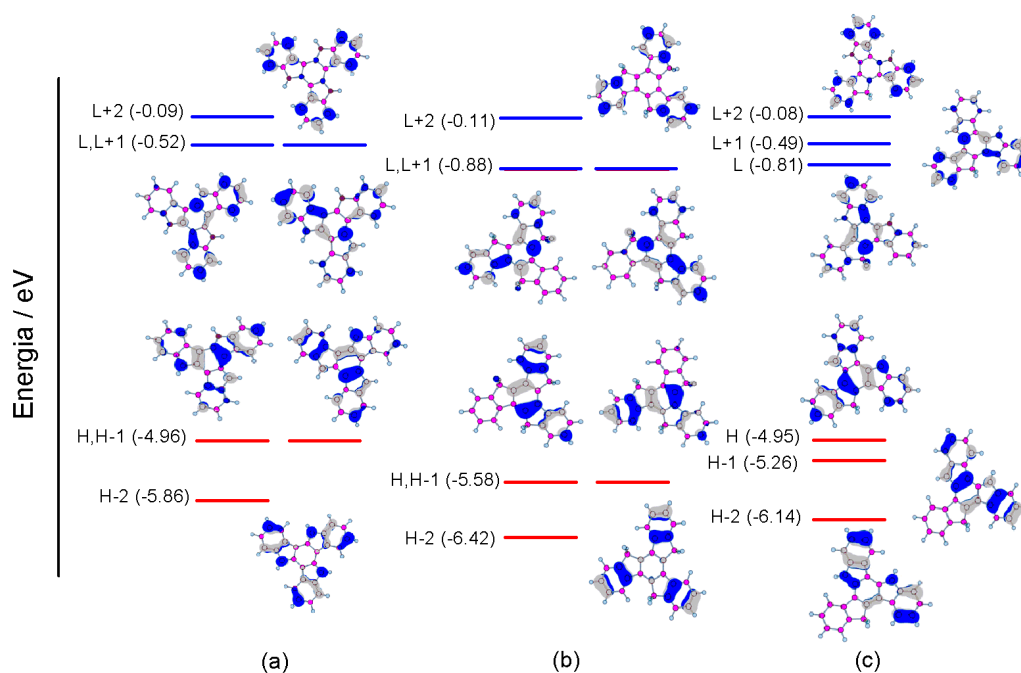 Energia / eV
L+2 (-0.09)
L,L+1 (-0.52)
H,H-1 (-4.96)
H-2 (-5.86)
(a)
L+2 (-0.11)
L,L+1 (-0.88)
H,H-1 (-5.58)
H-2 (-6.42)
(b)
L+2 (-0.08)
L+1 (-0.49)
L (-0.81)
H (-4.95)
H-1 (-5.26)
H-2 (-6.14)
(c)